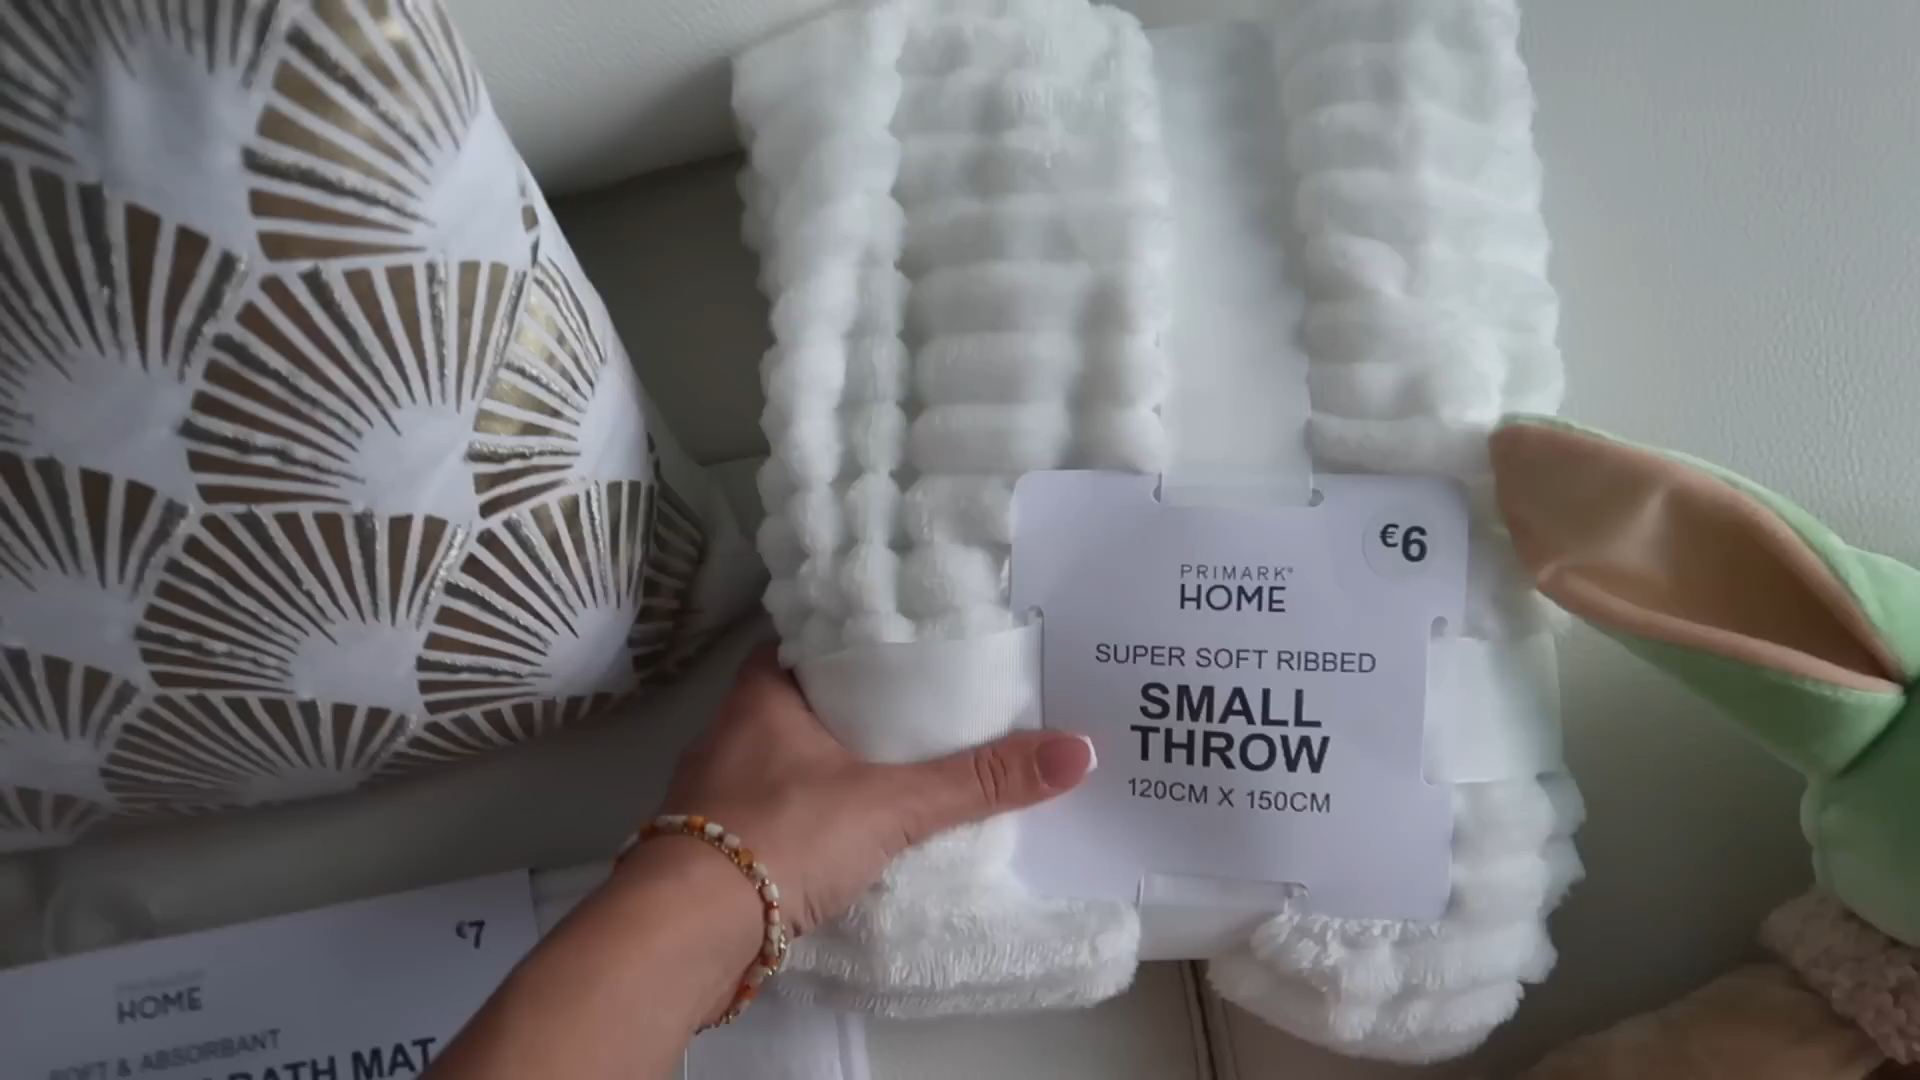 €6
PRIMARK®
HOME
SUPER SOFT RIBBED
SMALL
THROW
120CM X 150CM
€7
HOME
SOFT & ABSORBANT
BATH MAT